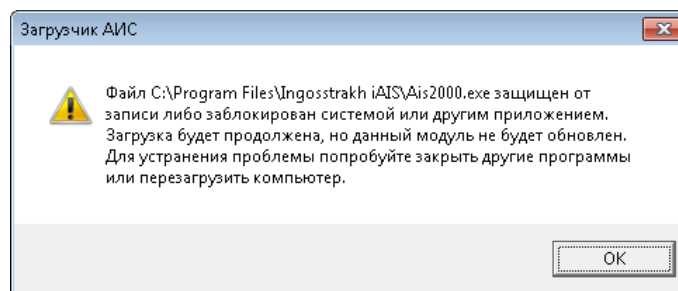 Загрузчик АИС
Файл C:\Program Files\Ingosstrakh iAIS\Ais2000.exe защищен от
записи либо заблокирован системой или другим приложением.
Загрузка будет продолжена, но данный модуль не будет обновлен.
Для устранения проблемы попробуйте закрыть другие программы
или перезагрузить компьютер.
OK